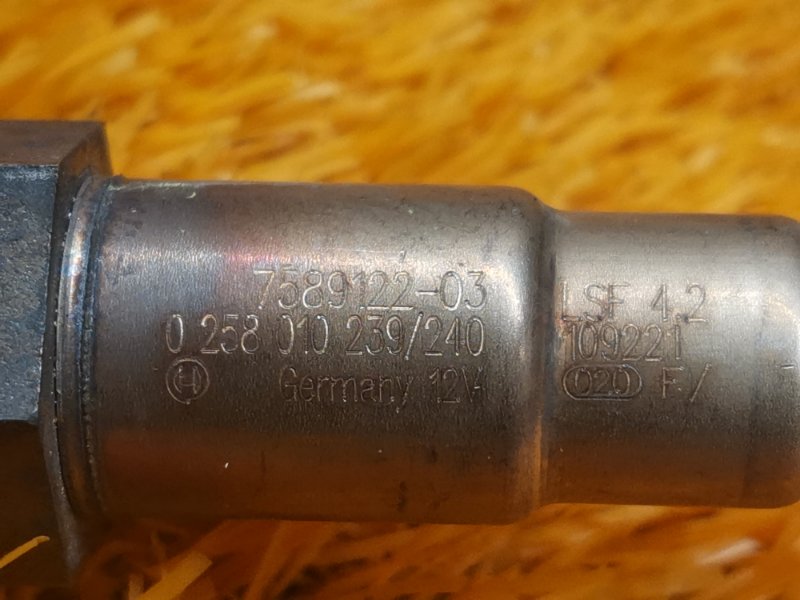 7589122-03
0 258 010 239/240
Germany 12V
LSF 4.2
109221
020 F/